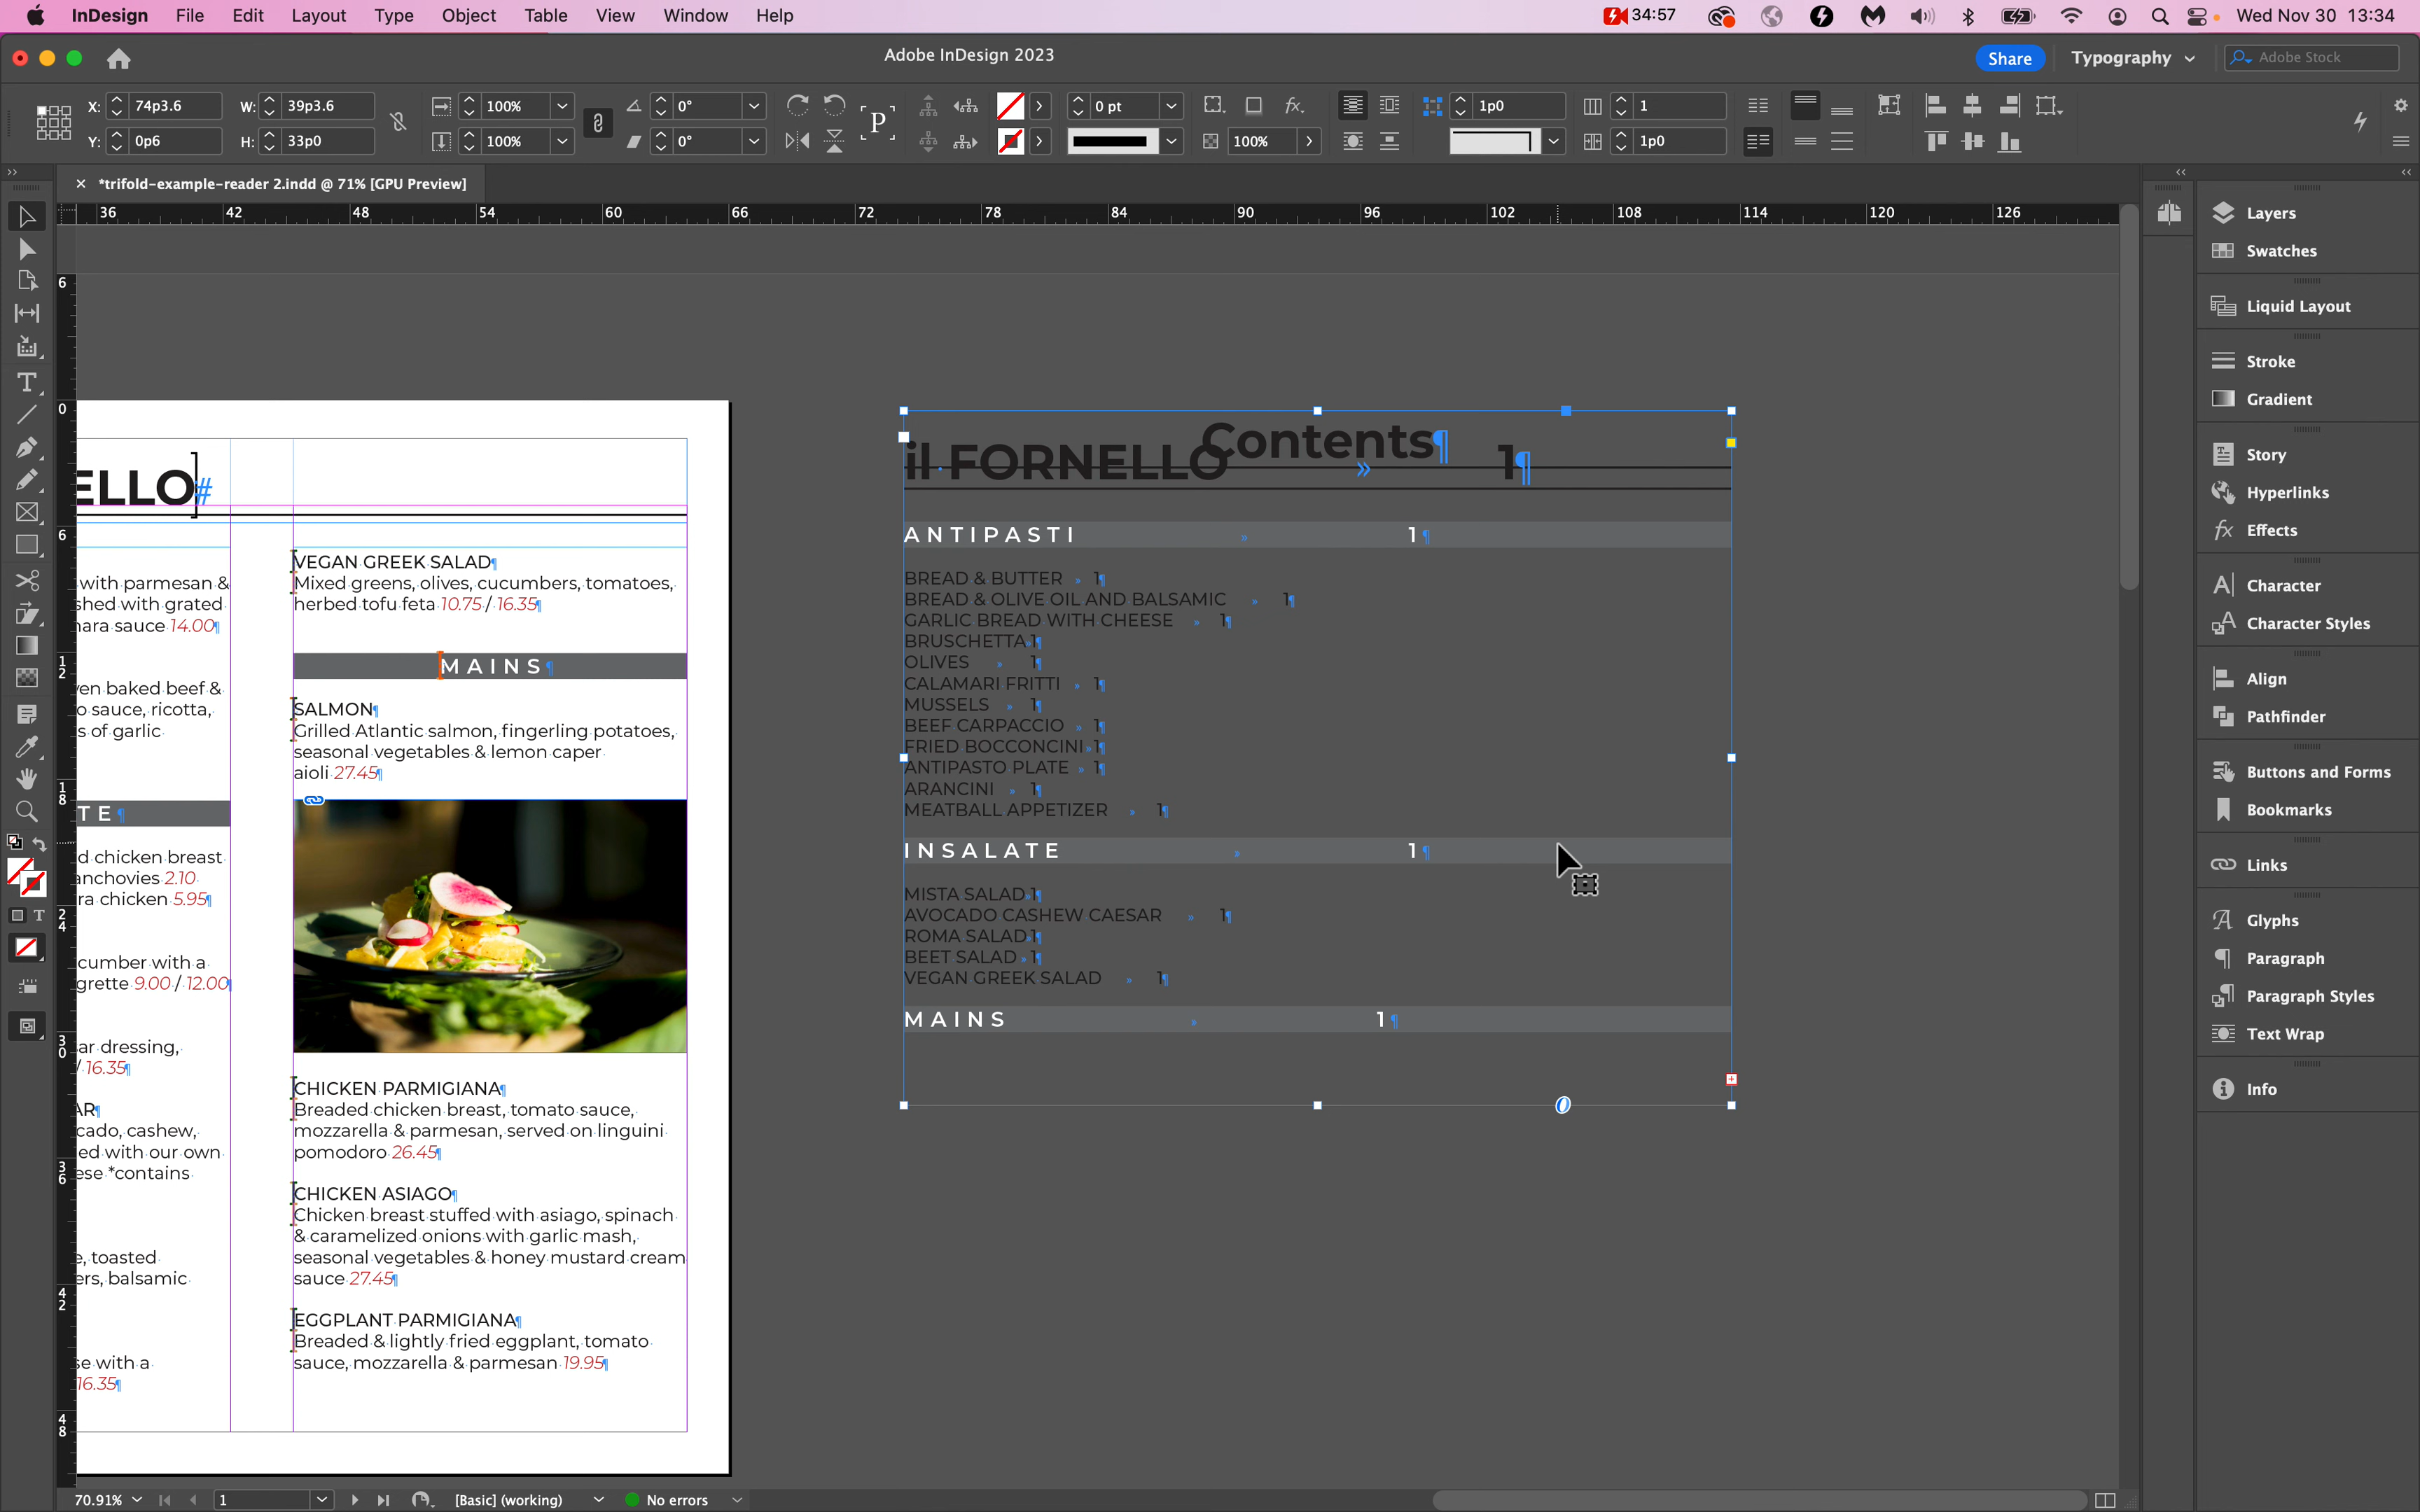 InDesign File Edit Layout Type Object Table View Window Help 34:57 Wed Nov 30 13:34
Adobe InDesign 2023 Share Typography Adobe Stock
X: 74p3.6 W: 39p3.6 100% 0° P 0 pt fx 1p0 1
Y: 0p6 H: 33p0 100% 0° 100% 1p0
× *trifold-example-reader 2.indd @ 71% [GPU Preview]
36 42 48 54 60 66 72 78 84 90 96 102 108 114 120 126
6
0
6
12
18
24
30
36
42
48
ELLO#
with parmesan &
shed with grated
nara sauce 14.00¶
ven baked beef &
o sauce, ricotta,
s of garlic
TE¶
d chicken breast
anchovies 2.10
ra chicken 5.95¶
cumber with a
grette 9.00 / 12.00¶
ar dressing,
/ 16.35¶
AR¶
cado, cashew,
ed with our own
ese *contains
e, toasted
ers, balsamic
se with a
16.35¶
VEGAN GREEK SALAD¶
Mixed greens, olives, cucumbers, tomatoes,
herbed tofu feta 10.75 / 16.35¶
MAINS¶
SALMON¶
Grilled Atlantic salmon, fingerling potatoes,
seasonal vegetables & lemon caper
aioli 27.45¶
CHICKEN PARMIGIANA¶
Breaded chicken breast, tomato sauce,
mozzarella & parmesan, served on linguini
pomodoro 26.45¶
CHICKEN ASIAGO¶
Chicken breast stuffed with asiago, spinach
& caramelized onions with garlic mash,
seasonal vegetables & honey mustard cream
sauce 27.45¶
EGGPLANT PARMIGIANA¶
Breaded & lightly fried eggplant, tomato
sauce, mozzarella & parmesan 19.95¶
Contents¶
il FORNELLO » 1¶
ANTIPASTI » 1¶
BREAD & BUTTER » 1¶
BREAD & OLIVE OIL AND BALSAMIC » 1¶
GARLIC BREAD WITH CHEESE » 1¶
BRUSCHETTA» 1¶
OLIVES » 1¶
CALAMARI FRITTI » 1¶
MUSSELS » 1¶
BEEF CARPACCIO » 1¶
FRIED BOCCONCINI» 1¶
ANTIPASTO PLATE » 1¶
ARANCINI » 1¶
MEATBALL APPETIZER » 1¶
INSALATE » 1¶
MISTA SALAD» 1¶
AVOCADO CASHEW CAESAR » 1¶
ROMA SALAD» 1¶
BEET SALAD » 1¶
VEGAN GREEK SALAD » 1¶
MAINS » 1¶
Layers
Swatches
Liquid Layout
Stroke
Gradient
Story
Hyperlinks
Effects
Character
Character Styles
Align
Pathfinder
Buttons and Forms
Bookmarks
Links
Glyphs
Paragraph
Paragraph Styles
Text Wrap
Info
70.91% 1 [Basic] (working) No errors